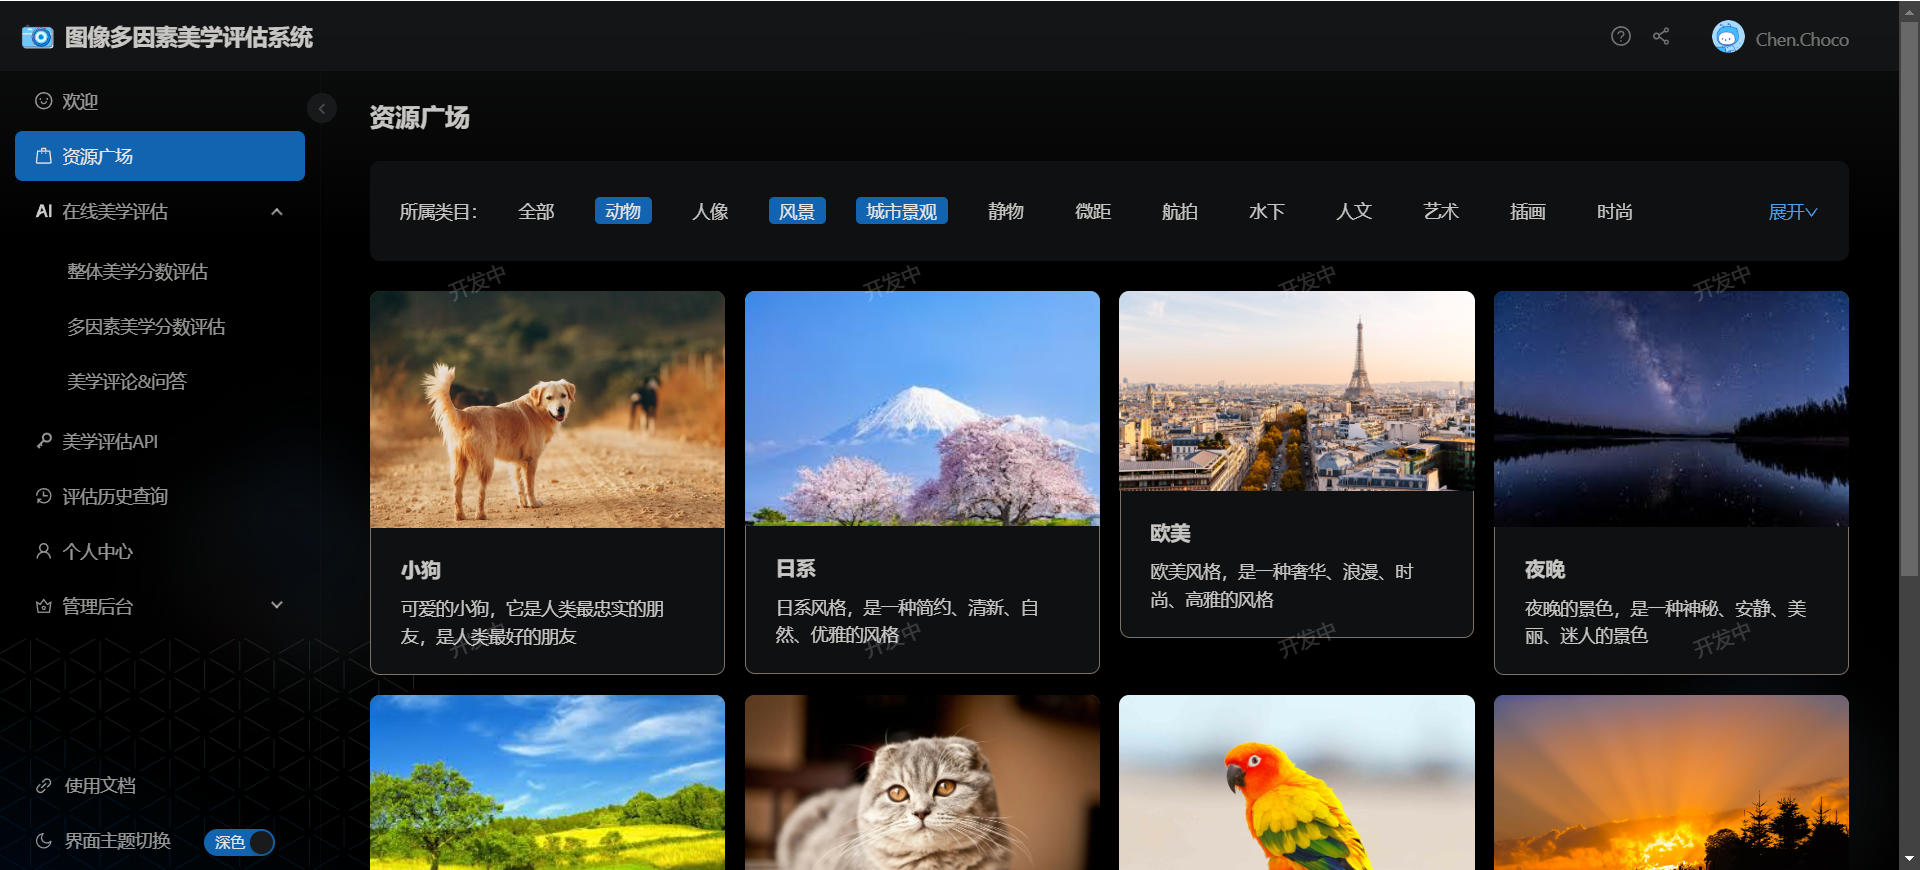 图像多因素美学评估系统
Chen.Choco
欢迎
资源广场
AI 在线美学评估
整体美学分数评估
多因素美学分数评估
美学评论&问答
美学评估API
评估历史查询
个人中心
管理后台
使用文档
界面主题切换 深色
资源广场
所属类目： 全部 动物 人像 风景 城市景观 静物 微距 航拍 水下 人文 艺术 插画 时尚 展开
开发中 开发中 开发中 开发中
小狗
可爱的小狗，它是人类最忠实的朋
友，是人类最好的朋友
日系
日系风格，是一种简约、清新、自
然、优雅的风格
欧美
欧美风格，是一种奢华、浪漫、时
尚、高雅的风格
夜晚
夜晚的景色，是一种神秘、安静、美
丽、迷人的景色
开发中 开发中 开发中 开发中